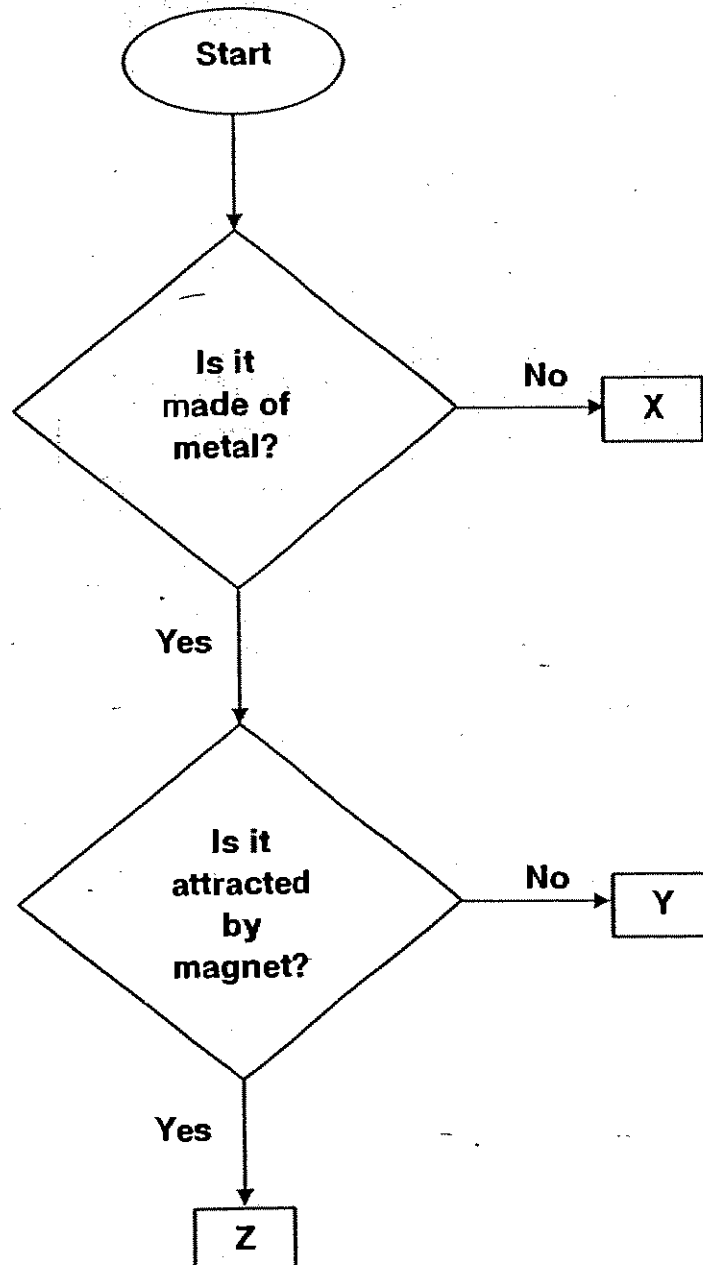 Start
Is it
made of
metal?
No
X
Yes
Is it
attracted
by
magnet?
No
Y
Yes
Z